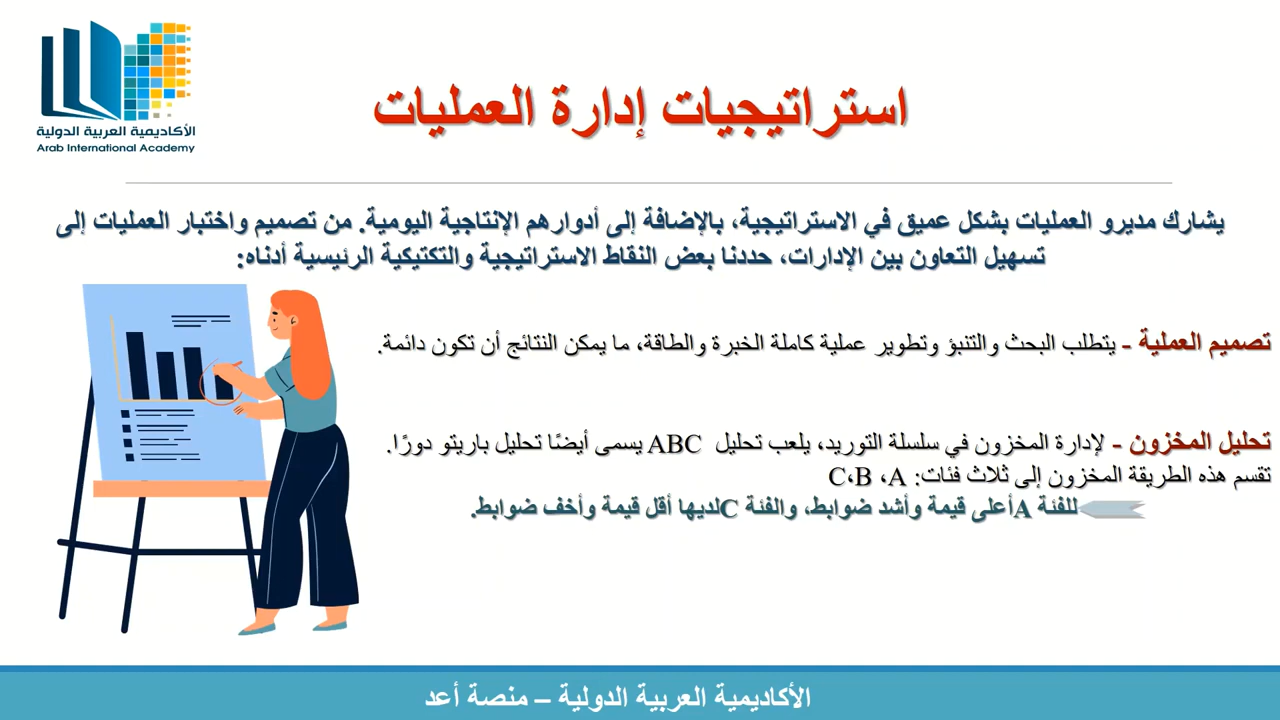 الأكاديمية العربية الدولية
Arab International Academy
استراتيجيات إدارة العمليات
يشارك مديرو العمليات بشكل عميق في الاستراتيجية، بالإضافة إلى أدوارهم الإنتاجية اليومية. من تصميم واختبار العمليات إلى
تسهيل التعاون بين الإدارات، حددنا بعض النقاط الاستراتيجية والتكتيكية الرئيسية أدناه:
تصميم العملية - يتطلب البحث والتنبؤ وتطوير عملية كاملة الخبرة والطاقة، ما يمكن النتائج أن تكون دائمة.
تحليل المخزون - لإدارة المخزون في سلسلة التوريد، يلعب تحليل ABC يسمى أيضًا تحليل باريتو دورًا.
تقسم هذه الطريقة المخزون إلى ثلاث فئات: A، B،C
للفئة Aأعلى قيمة وأشد ضوابط، والفئة Cلديها أقل قيمة وأخف ضوابط.
الأكاديمية العربية الدولية – منصة أعد